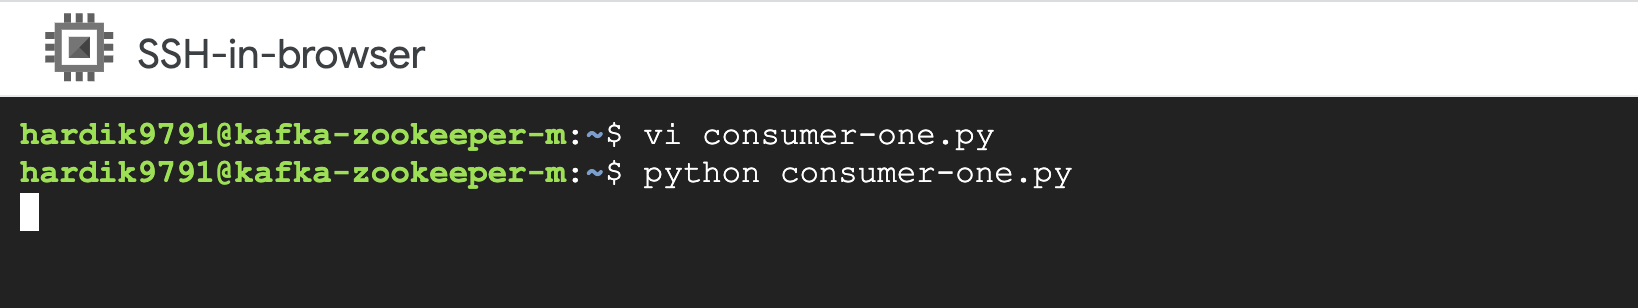 SSH-in-browser
hardik9791@kafka-zookeeper-m:~$ vi consumer-one.py
hardik9791@kafka-zookeeper-m:~$ python consumer-one.py